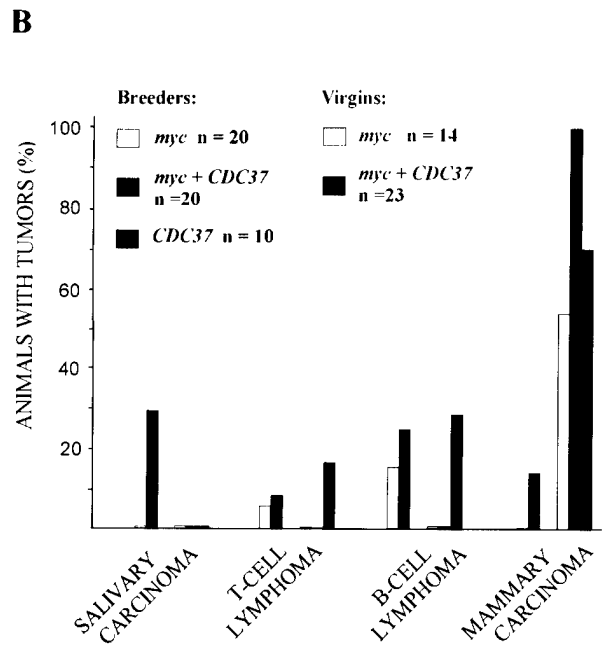 B
Breeders:
myc n = 20
myc + CDC37
n =20
CDC37 n = 10
Virgins:
myc n = 14
myc + CDC37
n =23
ANIMALS WITH TUMORS (%)
100
80
60
40
20
SALIVARY
CARCINOMA
T-CELL
LYMPHOMA
B-CELL
LYMPHOMA
MAMMARY
CARCINOMA